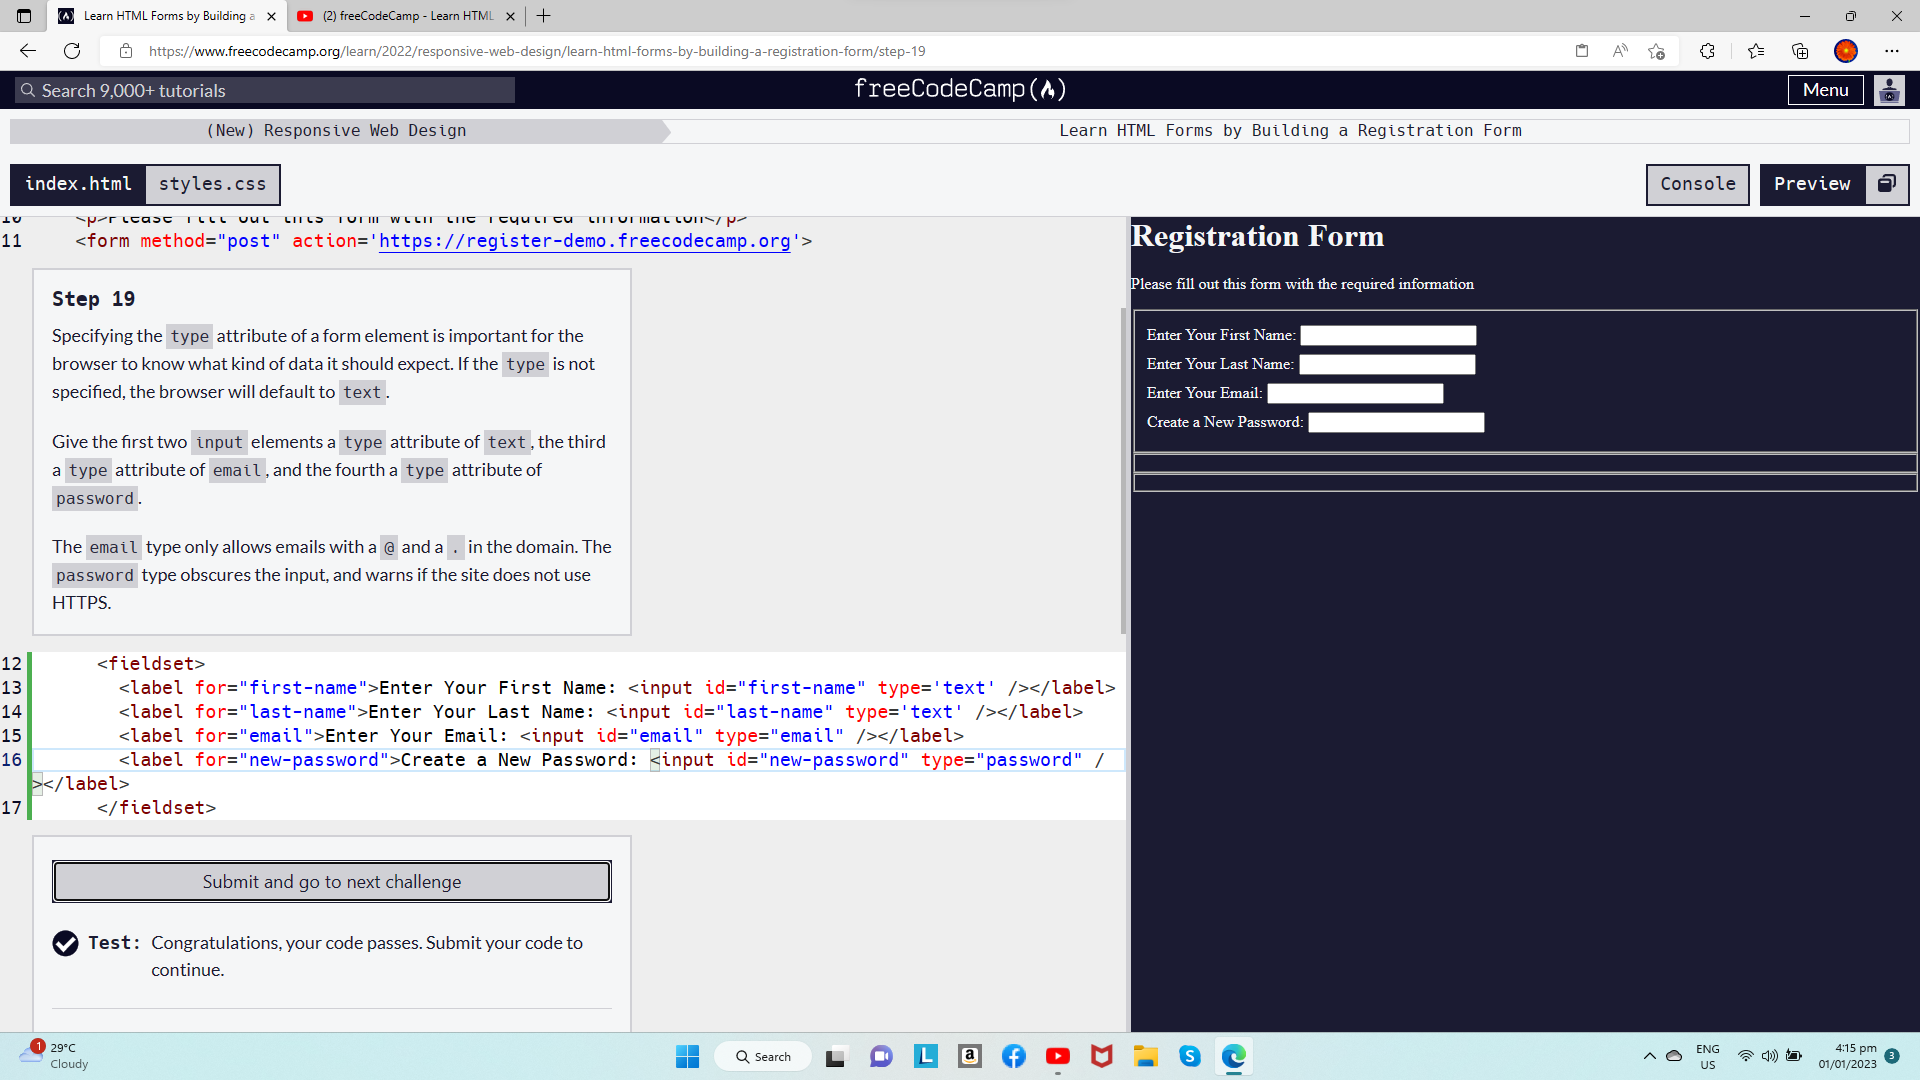 Learn HTML Forms by Building a
(2) freeCodeCamp - Learn HTML
https://www.freecodecamp.org/learn/2022/responsive-web-design/learn-html-forms-by-building-a-registration-form/step-19
Search 9,000+ tutorials
freeCodeCamp
Menu
(New) Responsive Web Design
Learn HTML Forms by Building a Registration Form
index.html
styles.css
Console
Preview
10 <p>Please fill out this form with the required information</p>
11 <form method="post" action='https://register-demo.freecodecamp.org'>
Step 19
Specifying the type attribute of a form element is important for the
browser to know what kind of data it should expect. If the type is not
specified, the browser will default to text.
Give the first two input elements a type attribute of text, the third
a type attribute of email, and the fourth a type attribute of
password.
The email type only allows emails with a @ and a . in the domain. The
password type obscures the input, and warns if the site does not use
HTTPS.
12 <fieldset>
13 <label for="first-name">Enter Your First Name: <input id="first-name" type='text' /></label>
14 <label for="last-name">Enter Your Last Name: <input id="last-name" type='text' /></label>
15 <label for="email">Enter Your Email: <input id="email" type="email" /></label>
16 <label for="new-password">Create a New Password: <input id="new-password" type="password" /
></label>
17 </fieldset>
Submit and go to next challenge
Test: Congratulations, your code passes. Submit your code to
continue.
Registration Form
Please fill out this form with the required information
Enter Your First Name:
Enter Your Last Name:
Enter Your Email:
Create a New Password:
1
29°C
Cloudy
Search
L
a
S
ENG
US
4:15 pm
01/01/2023
3